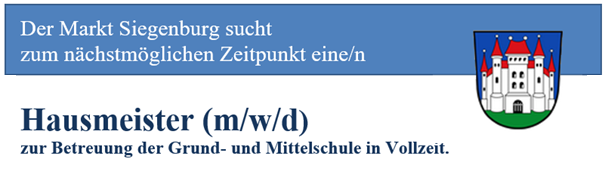 Der Markt Siegenburg sucht
zum nächstmöglichen Zeitpunkt eine/n
Hausmeister (m/w/d)
zur Betreuung der Grund- und Mittelschule in Vollzeit.